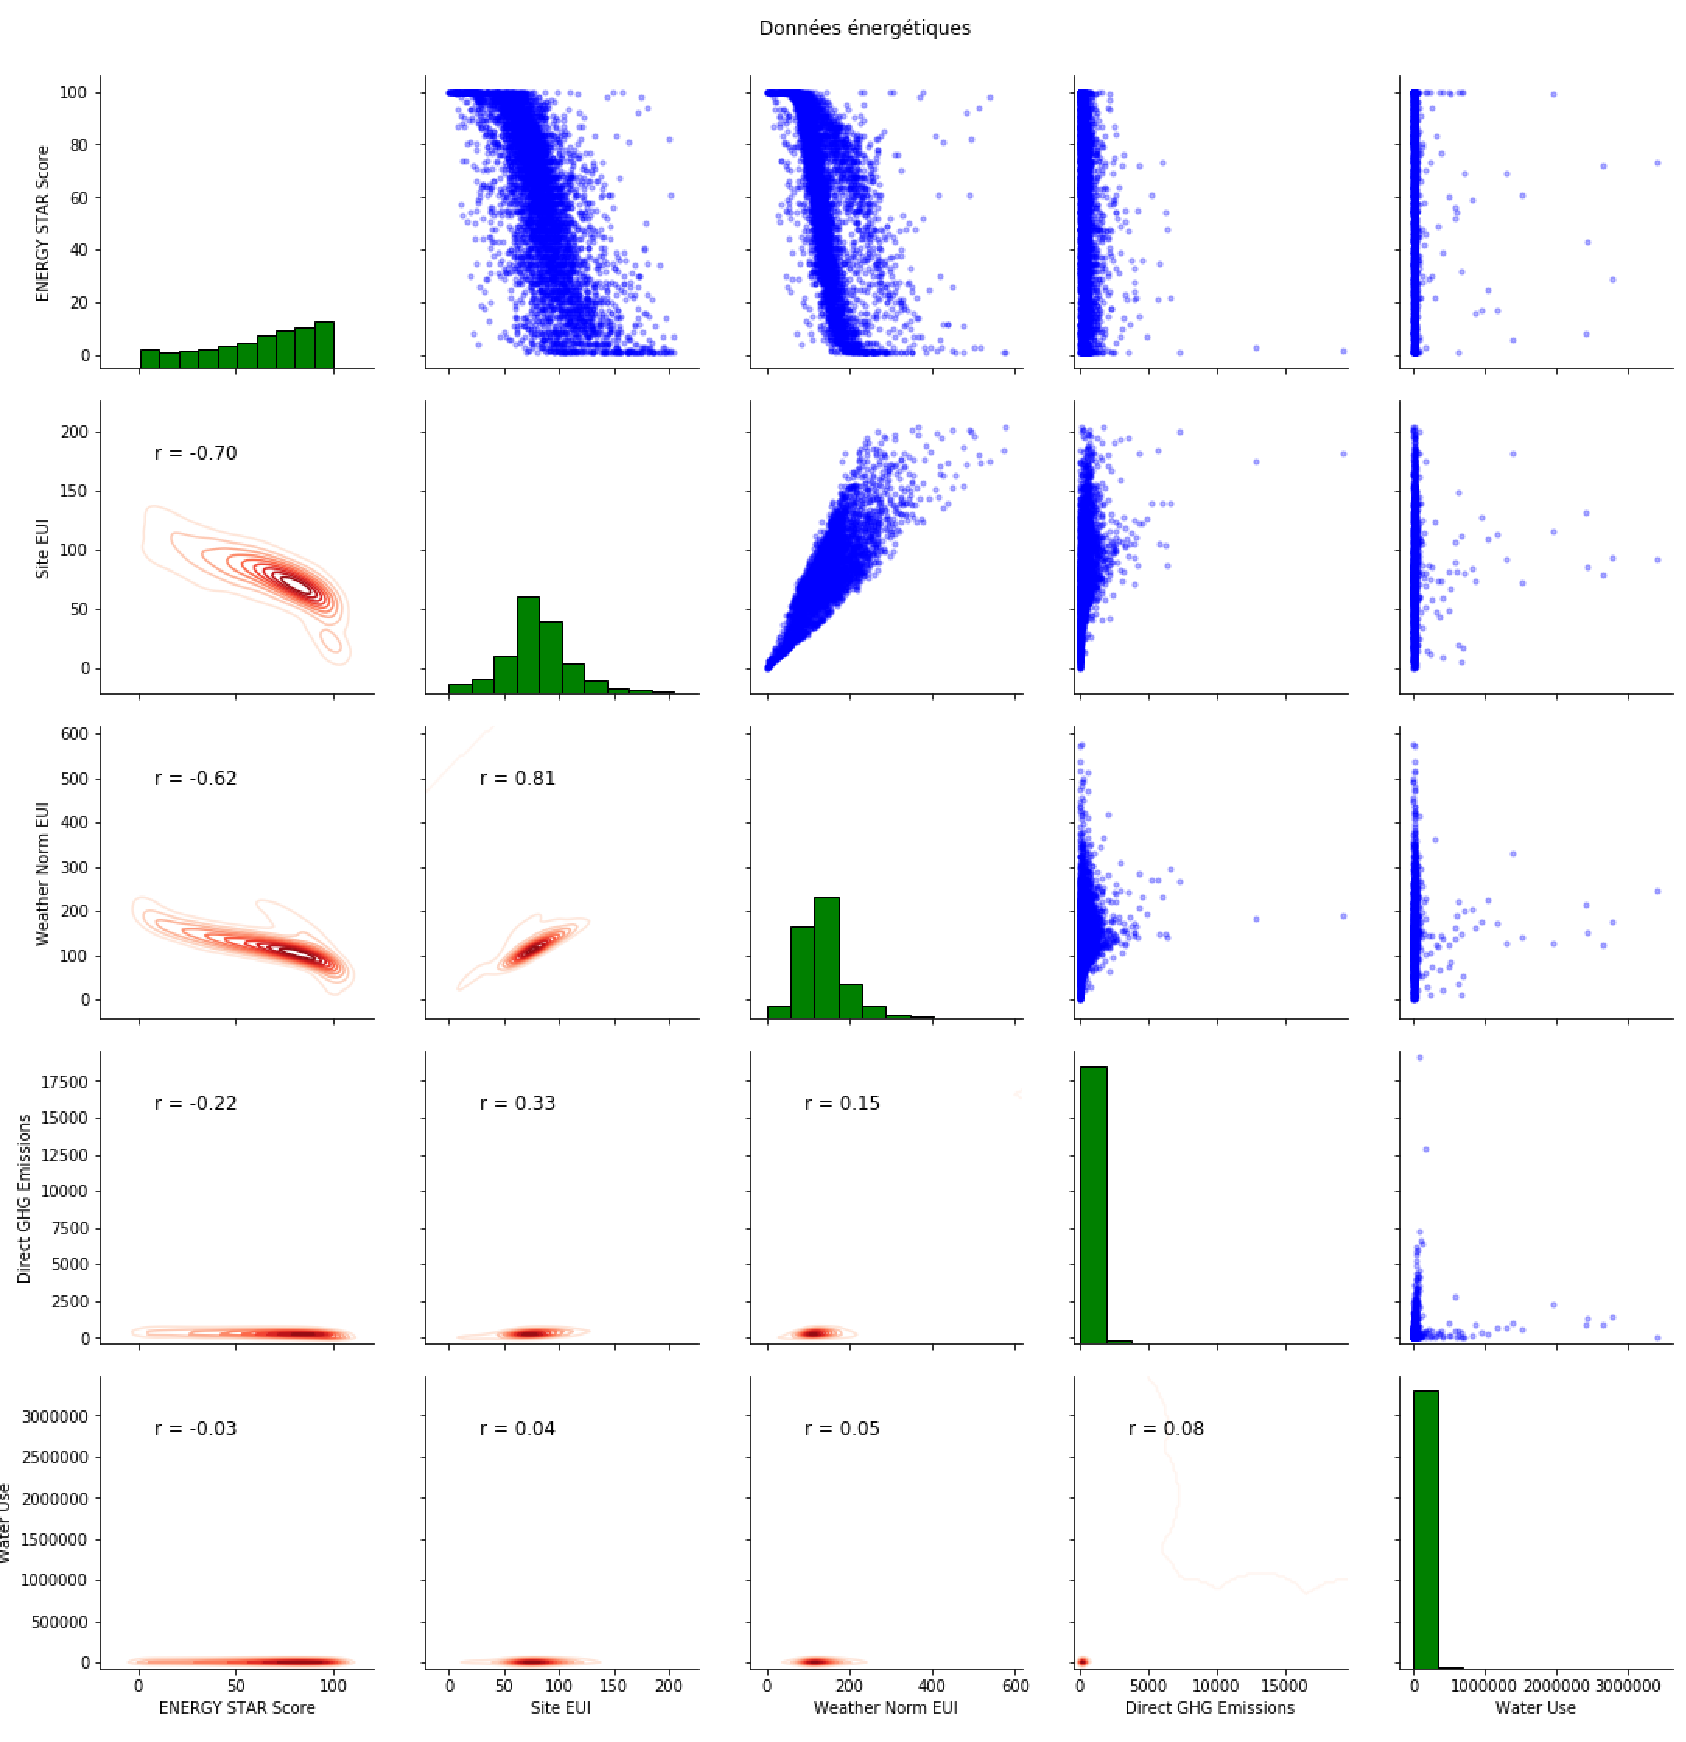 Données énergétiques
100
80
60
40
20
0
ENERGY STAR Score
200
150
100
50
0
Site EUI
r = -0.70
600
500
400
300
200
100
0
Weather Norm EUI
r = -0.62
r = 0.81
17500
15000
12500
10000
7500
5000
2500
0
Direct GHG Emissions
r = -0.22
r = 0.33
r = 0.15
3000000
2500000
2000000
1500000
1000000
500000
0
Water Use
r = -0.03
r = 0.04
r = 0.05
r = 0.08
0 50 100
0 50 100 150 200
0 200 400 600
0 5000 10000 15000
0 1000000 2000000 3000000
ENERGY STAR Score
Site EUI
Weather Norm EUI
Direct GHG Emissions
Water Use